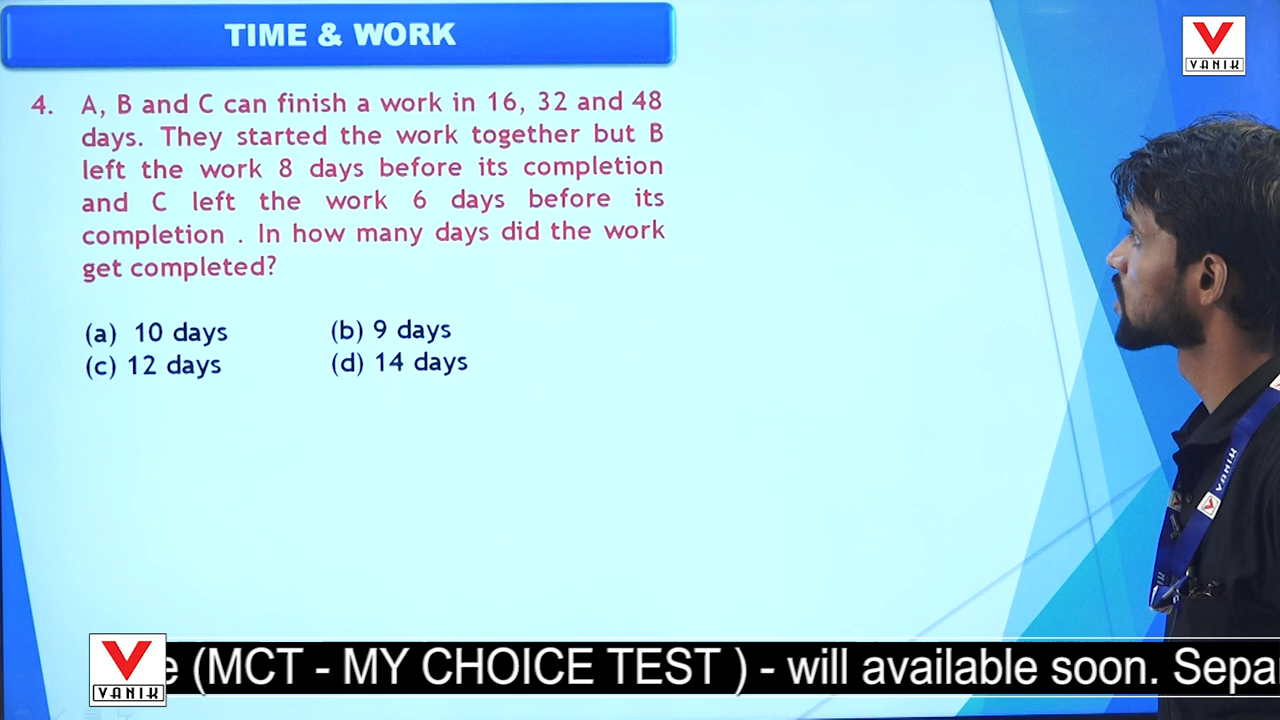 TIME & WORK
VANIK
4. A, B and C can finish a work in 16, 32 and 48
days. They started the work together but B
left the work 8 days before its completion
and C left the work 6 days before its
completion . In how many days did the work
get completed?
(a) 10 days (b) 9 days
(c) 12 days (d) 14 days
VANIK
e (MCT - MY CHOICE TEST ) - will available soon. Sepa
VANIK